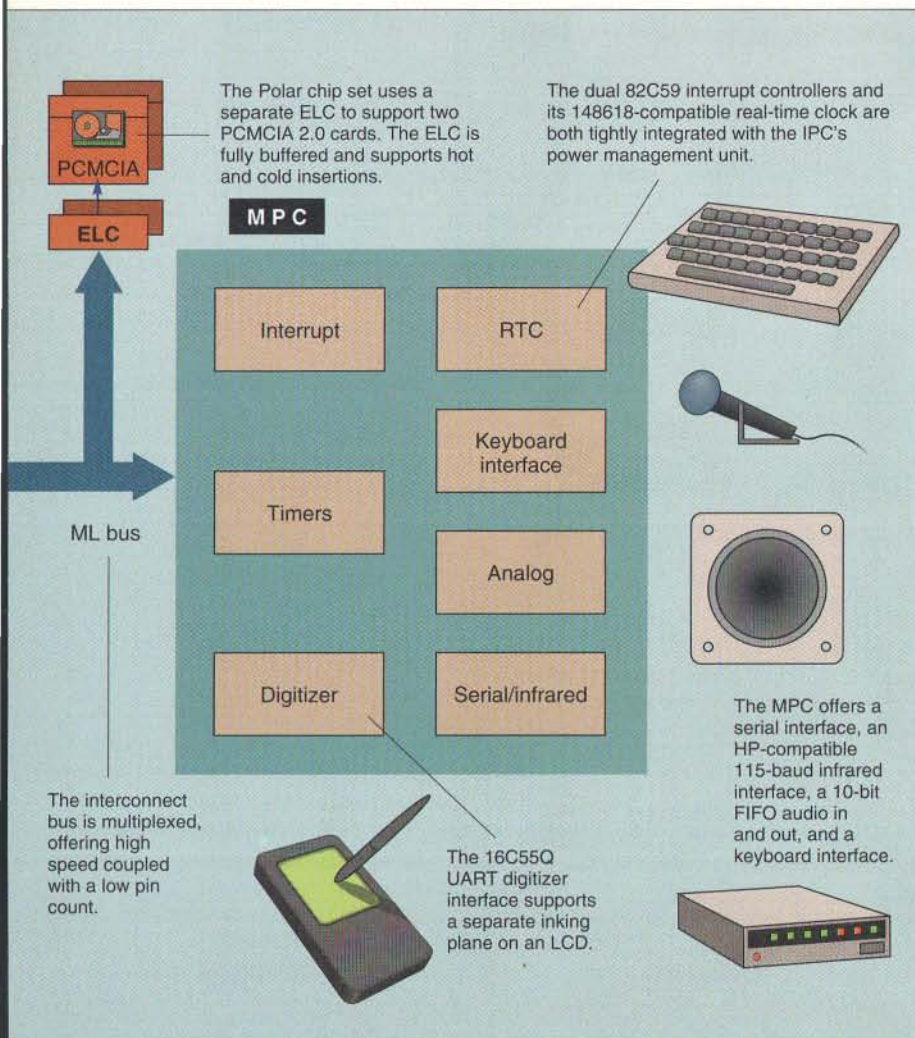 The Polar chip set uses a
separate ELC to support two
PCMCIA 2.0 cards. The ELC is
fully buffered and supports hot
and cold insertions.
The dual 82C59 interrupt controllers and
its 148618-compatible real-time clock are
both tightly integrated with the IPC's
power management unit.
PCMCIA
ELC
MPC
Interrupt
RTC
Keyboard
interface
Timers
ML bus
Analog
Digitizer
Serial/infrared
The MPC offers a
serial interface, an
HP-compatible
115-baud infrared
interface, a 10-bit
FIFO audio in
and out, and a
keyboard interface.
The interconnect
bus is multiplexed,
offering high
speed coupled
with a low pin
count.
The 16C55Q
UART digitizer
interface supports
a separate inking
plane on an LCD.